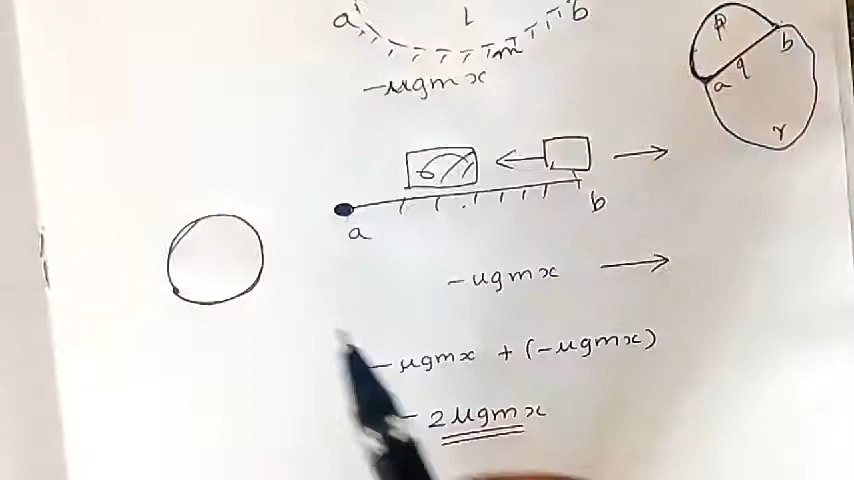 a l b
m
-μgmx
p
b
q
a
r
a b
-μgmx
-μgmx + (-μgmx)
- 2μgmx